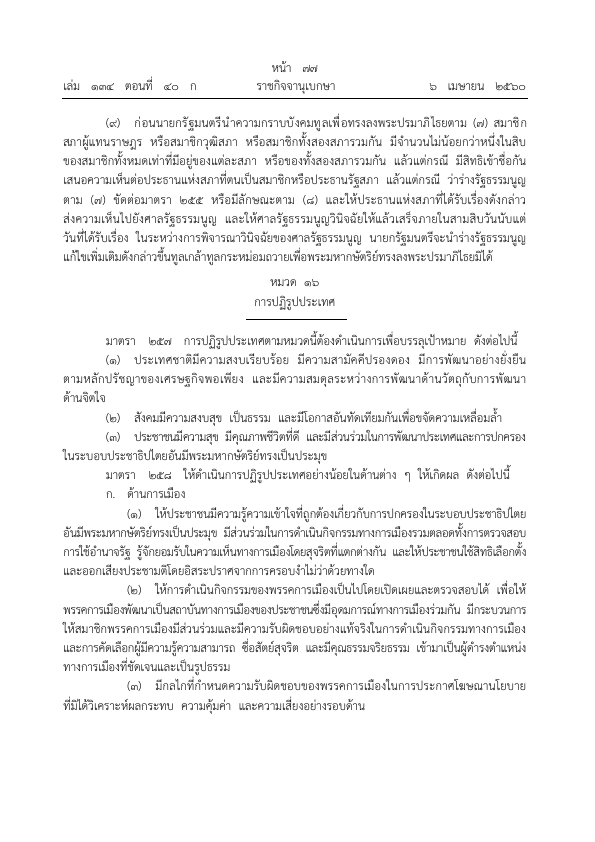 หน้า ๗๗
เล่ม ๑๓๔ ตอนที่ ๔๐ ก ราชกิจจานุเบกษา ๖ เมษายน ๒๕๖๐
(๙) ก่อนนายกรัฐมนตรีนำความกราบบังคมทูลเพื่อทรงลงพระปรมาภิไธยตาม (๗) สมาชิก
สภาผู้แทนราษฎร หรือสมาชิกวุฒิสภา หรือสมาชิกทั้งสองสภารวมกัน มีจำนวนไม่น้อยกว่าหนึ่งในสิบ
ของสมาชิกทั้งหมดเท่าที่มีอยู่ของแต่ละสภา หรือของทั้งสองสภารวมกัน แล้วแต่กรณี มีสิทธิเข้าชื่อกัน
เสนอความเห็นต่อประธานแห่งสภาที่ตนเป็นสมาชิกหรือประธานรัฐสภา แล้วแต่กรณี ว่าร่างรัฐธรรมนูญ
ตาม (๗) ขัดต่อมาตรา ๒๕๕ หรือมีลักษณะตาม (๘) และให้ประธานแห่งสภาที่ได้รับเรื่องดังกล่าว
ส่งความเห็นไปยังศาลรัฐธรรมนูญ และให้ศาลรัฐธรรมนูญวินิจฉัยให้แล้วเสร็จภายในสามสิบวันนับแต่
วันที่ได้รับเรื่อง ในระหว่างการพิจารณาวินิจฉัยของศาลรัฐธรรมนูญ นายกรัฐมนตรีจะนำร่างรัฐธรรมนูญ
แก้ไขเพิ่มเติมดังกล่าวขึ้นทูลเกล้าทูลกระหม่อมถวายเพื่อพระมหากษัตริย์ทรงลงพระปรมาภิไธยมิได้
หมวด ๑๖
การปฏิรูปประเทศ
มาตรา ๒๕๗ การปฏิรูปประเทศตามหมวดนี้ต้องดำเนินการเพื่อบรรลุเป้าหมาย ดังต่อไปนี้
(๑) ประเทศชาติมีความสงบเรียบร้อย มีความสามัคคีปรองดอง มีการพัฒนาอย่างยั่งยืน
ตามหลักปรัชญาของเศรษฐกิจพอเพียง และมีความสมดุลระหว่างการพัฒนาด้านวัตถุกับการพัฒนา
ด้านจิตใจ
(๒) สังคมมีความสงบสุข เป็นธรรม และมีโอกาสอันทัดเทียมกันเพื่อขจัดความเหลื่อมล้ำ
(๓) ประชาชนมีความสุข มีคุณภาพชีวิตที่ดี และมีส่วนร่วมในการพัฒนาประเทศและการปกครอง
ในระบอบประชาธิปไตยอันมีพระมหากษัตริย์ทรงเป็นประมุข
มาตรา ๒๕๘ ให้ดำเนินการปฏิรูปประเทศอย่างน้อยในด้านต่าง ๆ ให้เกิดผล ดังต่อไปนี้
ก. ด้านการเมือง
(๑) ให้ประชาชนมีความรู้ความเข้าใจที่ถูกต้องเกี่ยวกับการปกครองในระบอบประชาธิปไตย
อันมีพระมหากษัตริย์ทรงเป็นประมุข มีส่วนร่วมในการดำเนินกิจกรรมทางการเมืองรวมตลอดทั้งการตรวจสอบ
การใช้อำนาจรัฐ รู้จักยอมรับในความเห็นทางการเมืองโดยสุจริตที่แตกต่างกัน และให้ประชาชนใช้สิทธิเลือกตั้ง
และออกเสียงประชามติโดยอิสระปราศจากการครอบงำไม่ว่าด้วยทางใด
(๒) ให้การดำเนินกิจกรรมของพรรคการเมืองเป็นไปโดยเปิดเผยและตรวจสอบได้ เพื่อให้
พรรคการเมืองพัฒนาเป็นสถาบันทางการเมืองของประชาชนซึ่งมีอุดมการณ์ทางการเมืองร่วมกัน มีกระบวนการ
ให้สมาชิกพรรคการเมืองมีส่วนร่วมและมีความรับผิดชอบอย่างแท้จริงในการดำเนินกิจกรรมทางการเมือง
และการคัดเลือกผู้มีความรู้ความสามารถ ซื่อสัตย์สุจริต และมีคุณธรรมจริยธรรม เข้ามาเป็นผู้ดำรงตำแหน่ง
ทางการเมืองที่ชัดเจนและเป็นรูปธรรม
(๓) มีกลไกที่กำหนดความรับผิดชอบของพรรคการเมืองในการประกาศโฆษณานโยบาย
ที่มิได้วิเคราะห์ผลกระทบ ความคุ้มค่า และความเสี่ยงอย่างรอบด้าน